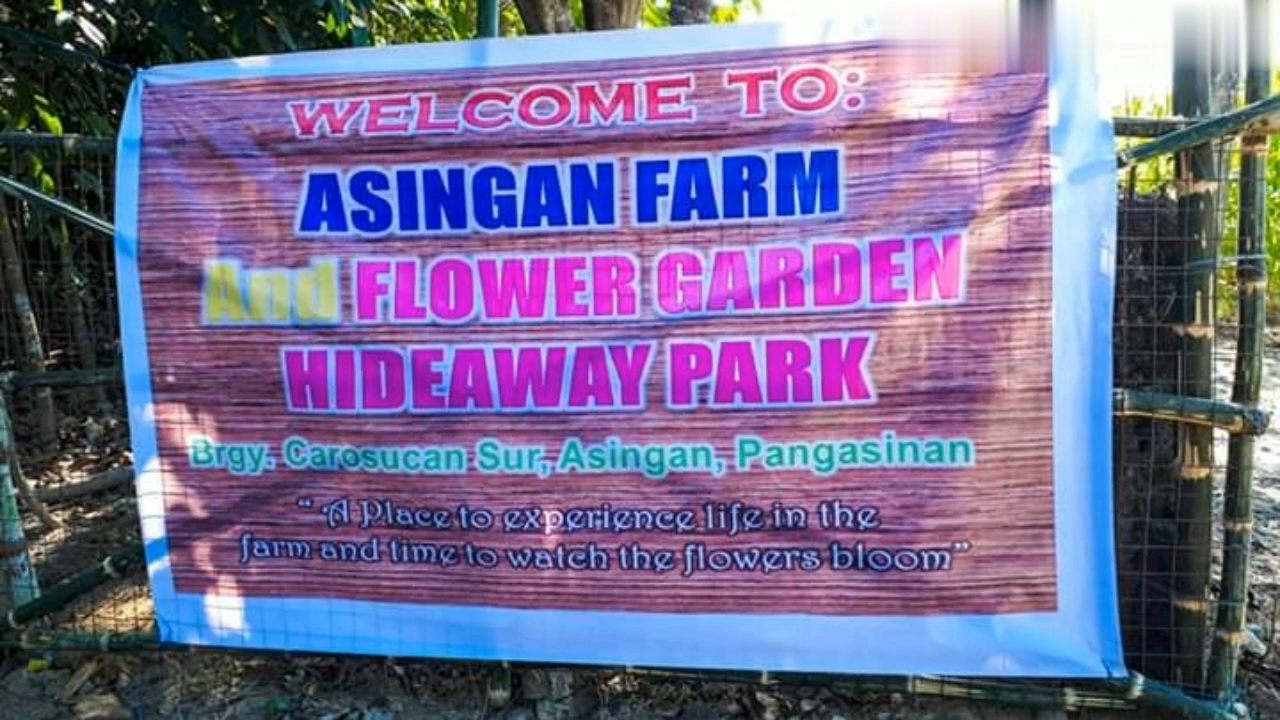 WELCOME TO:
ASINGAN FARM
And FLOWER GARDEN
HIDEAWAY PARK
Brgy. Carosucan Sur, Asingan, Pangasinan
“ A Place to experience life in the
farm and time to watch the flowers bloom”